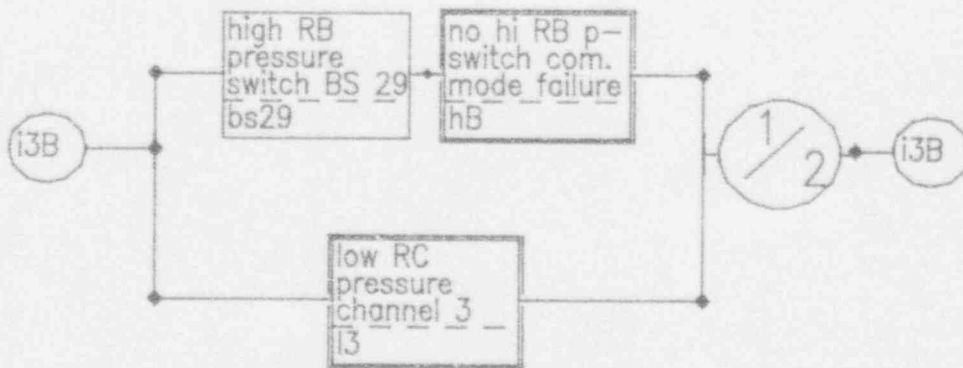 high RB
pressure
switch BS 29
bs29
no hi RB p-
switch com.
mode failure
hB
i3B
1/2
i3B
low RC
pressure
channel 3
l3